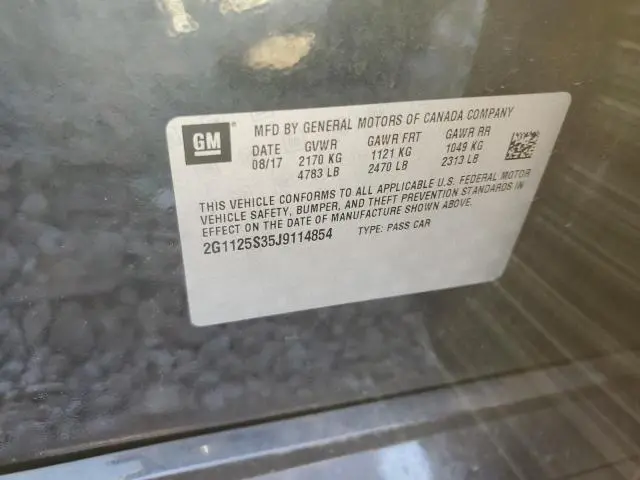 GM
MFD BY GENERAL MOTORS OF CANADA COMPANY
DATE GVWR GAWR FRT GAWR RR
08/17 2170 KG 1121 KG 1049 KG
4783 LB 2470 LB 2313 LB
THIS VEHICLE CONFORMS TO ALL APPLICABLE U.S. FEDERAL MOTOR
VEHICLE SAFETY, BUMPER, AND THEFT PREVENTION STANDARDS IN
EFFECT ON THE DATE OF MANUFACTURE SHOWN ABOVE.
2G1125S35J9114854 TYPE: PASS CAR